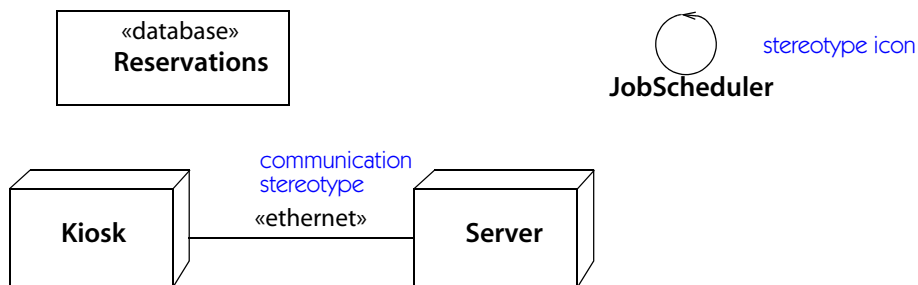 «database»
Reservations
stereotype icon
JobScheduler
communication
stereotype
«ethernet»
Kiosk
Server